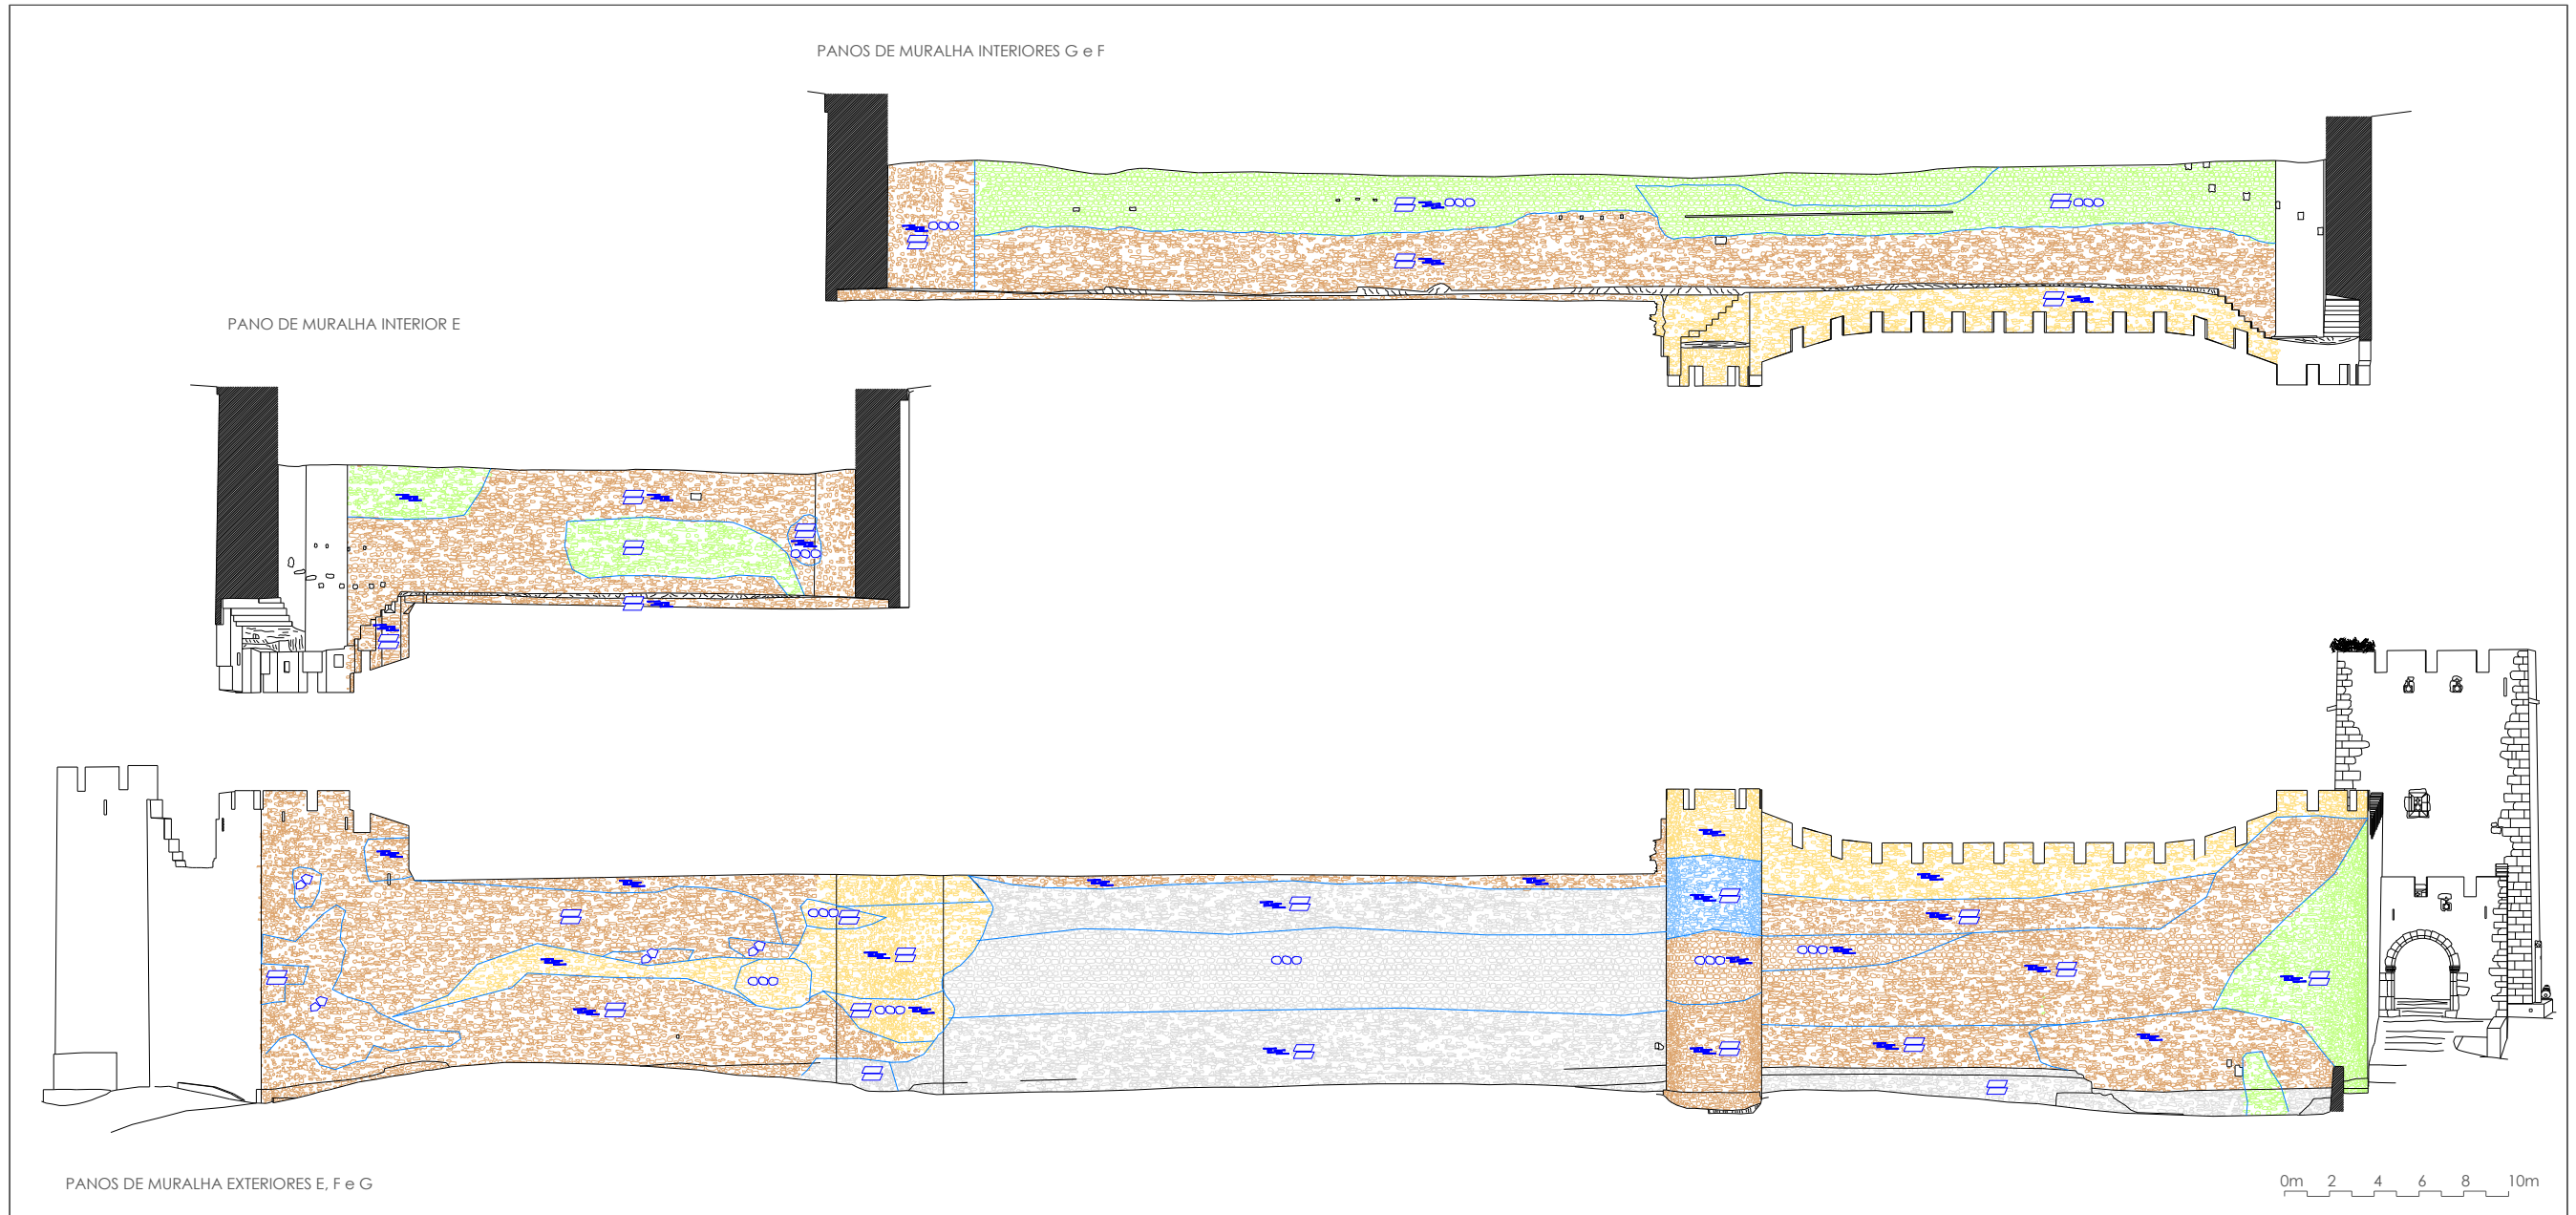 PANOS DE MURALHA INTERIORES G e F
PANO DE MURALHA INTERIOR E
PANOS DE MURALHA EXTERIORES E, F e G
0m 2 4 6 8 10m